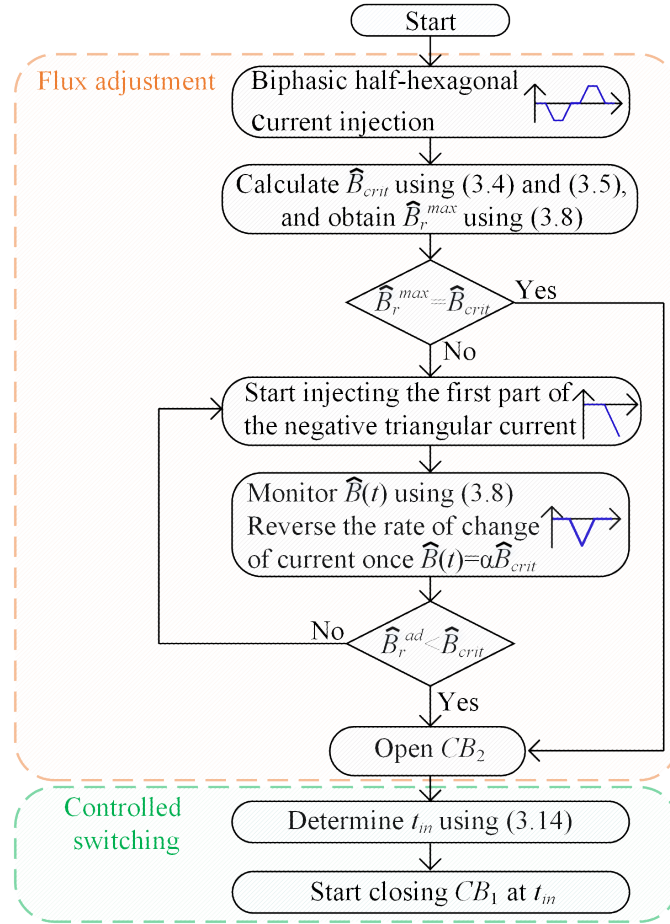 Start
Flux adjustment
Biphasic half-hexagonal
current injection
Calculate B̂crit using (3.4) and (3.5),
and obtain B̂r^max using (3.8)
B̂r^max=B̂crit
Yes
No
Start injecting the first part of
the negative triangular current
Monitor B̂(t) using (3.8)
Reverse the rate of change
of current once B̂(t)=αB̂crit
No
B̂r^ad<B̂crit
Yes
Open CB₂
Controlled
switching
Determine tin using (3.14)
Start closing CB₁ at tin